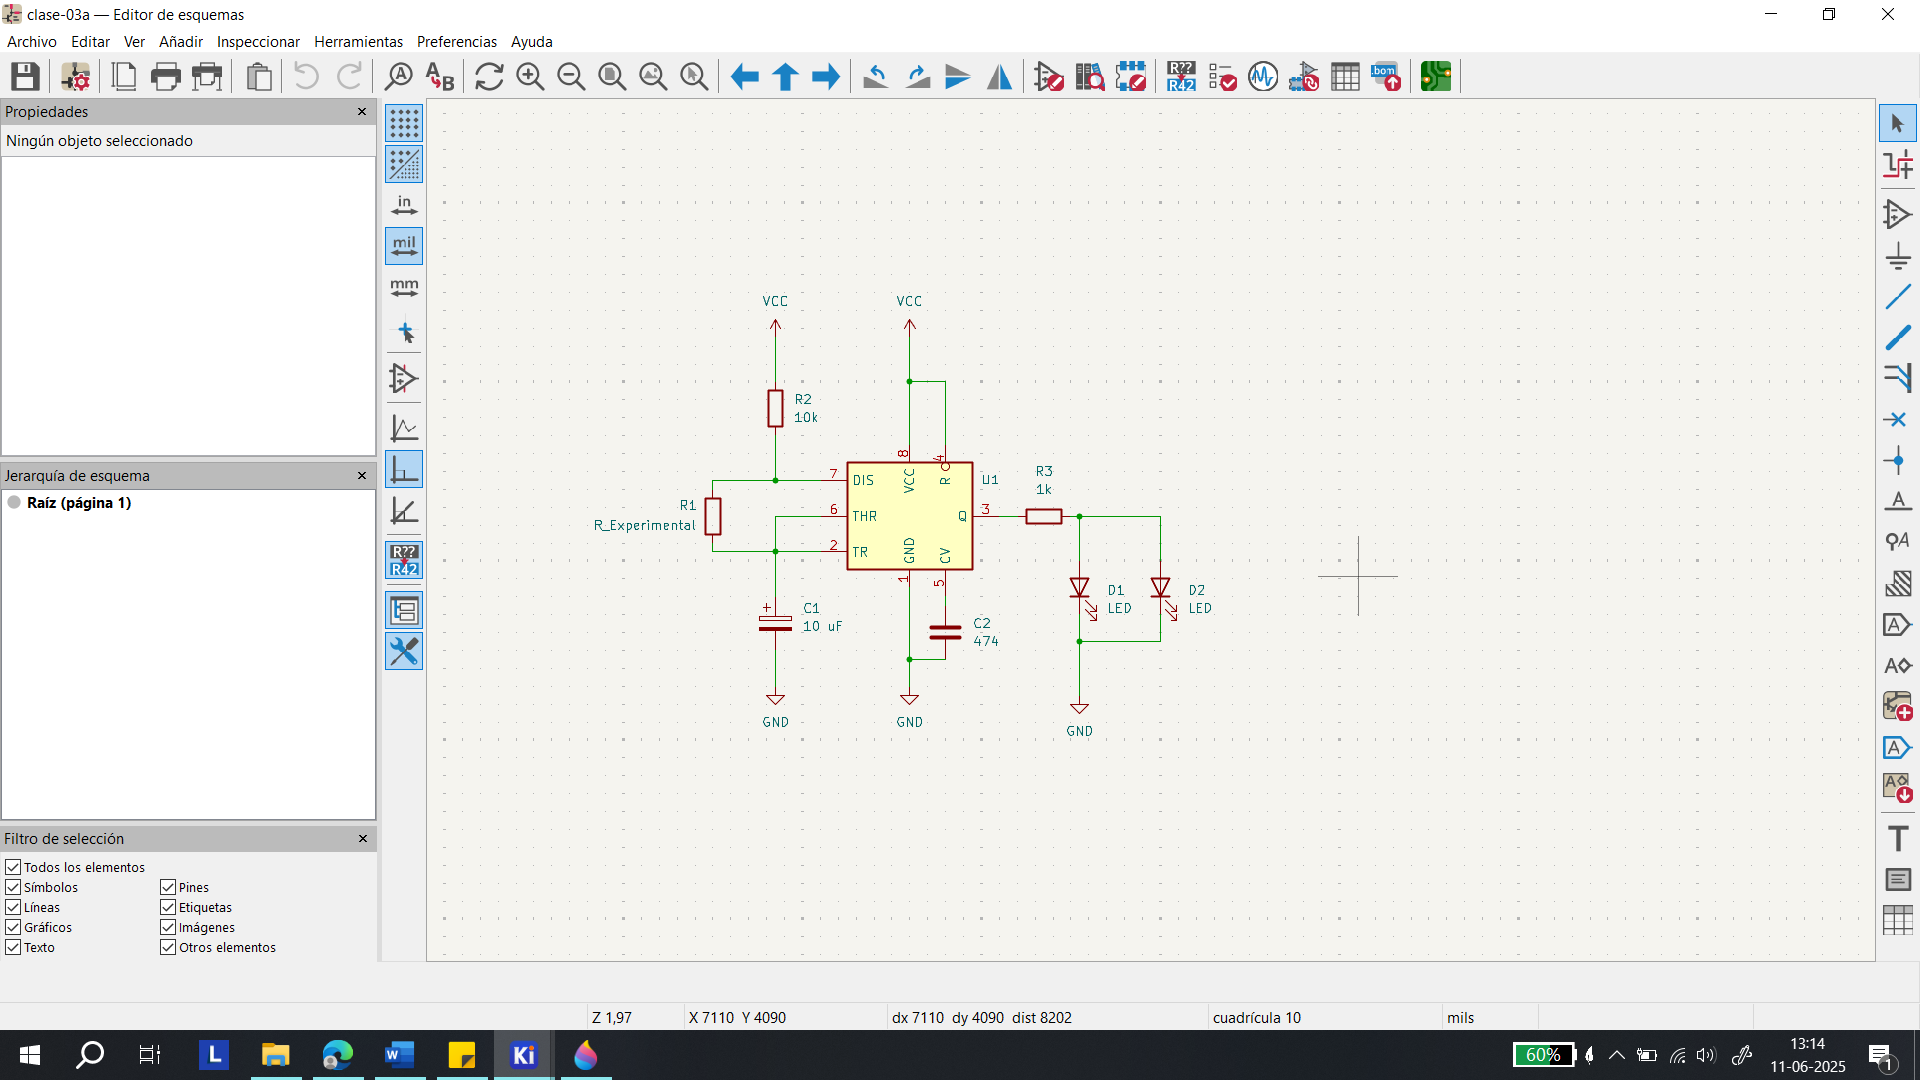 clase-03a — Editor de esquemas
Archivo Editar Ver Añadir Inspeccionar Herramientas Preferencias Ayuda
Propiedades
Ningún objeto seleccionado
in
mil
mm
R??
R42
Jerarquía de esquema
Raíz (página 1)
Filtro de selección
Todos los elementos
Símbolos Pines
Líneas Etiquetas
Gráficos Imágenes
Texto Otros elementos
R??
R42
.bom
VCC VCC
R2
10k
8 4
7 DIS VCC R U1
R1
R_Experimental
6 THR Q 3
R3
1k
2 TR GND CV
1 5
D1
LED
D2
LED
+ C1
10 uF
C2
474
GND GND GND
Z 1,97 X 7110 Y 4090 dx 7110 dy 4090 dist 8202 cuadrícula 10 mils
L W Ki
60%
13:14
11-06-2025
1